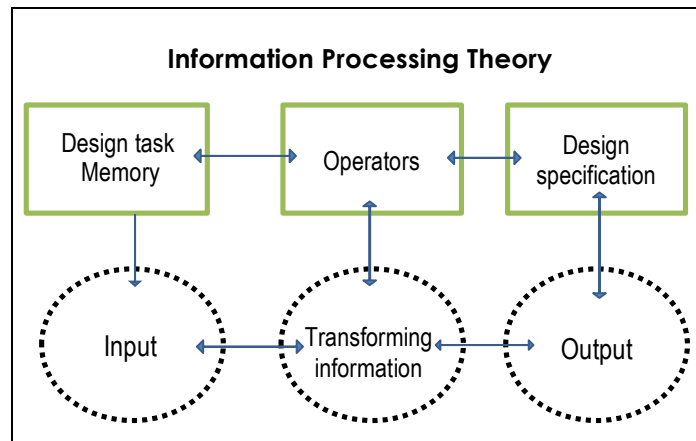 Information Processing Theory
Design task
Memory
Operators
Design
specification
Input
Transforming
information
Output